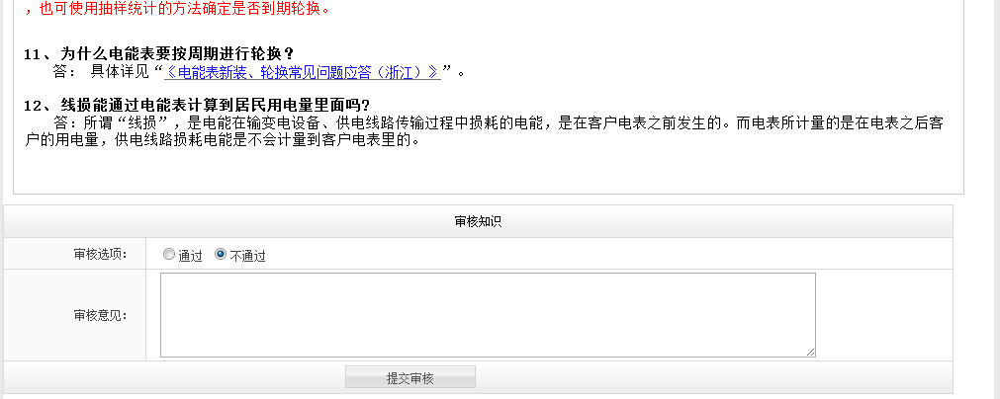 ，也可使用抽样统计的方法确定是否到期轮换。
11、为什么电能表要按周期进行轮换？
答： 具体详见“《电能表新装、轮换常见问题应答（浙江）》”。
12、线损能通过电能表计算到居民用电量里面吗?
答：所谓“线损”，是电能在输变电设备、供电线路传输过程中损耗的电能，是在客户电表之前发生的。而电表所计量的是在电表之后客
户的用电量，供电线路损耗电能是不会计量到客户电表里的。
审核知识
审核选项： 通过 不通过
审核意见：
提交审核